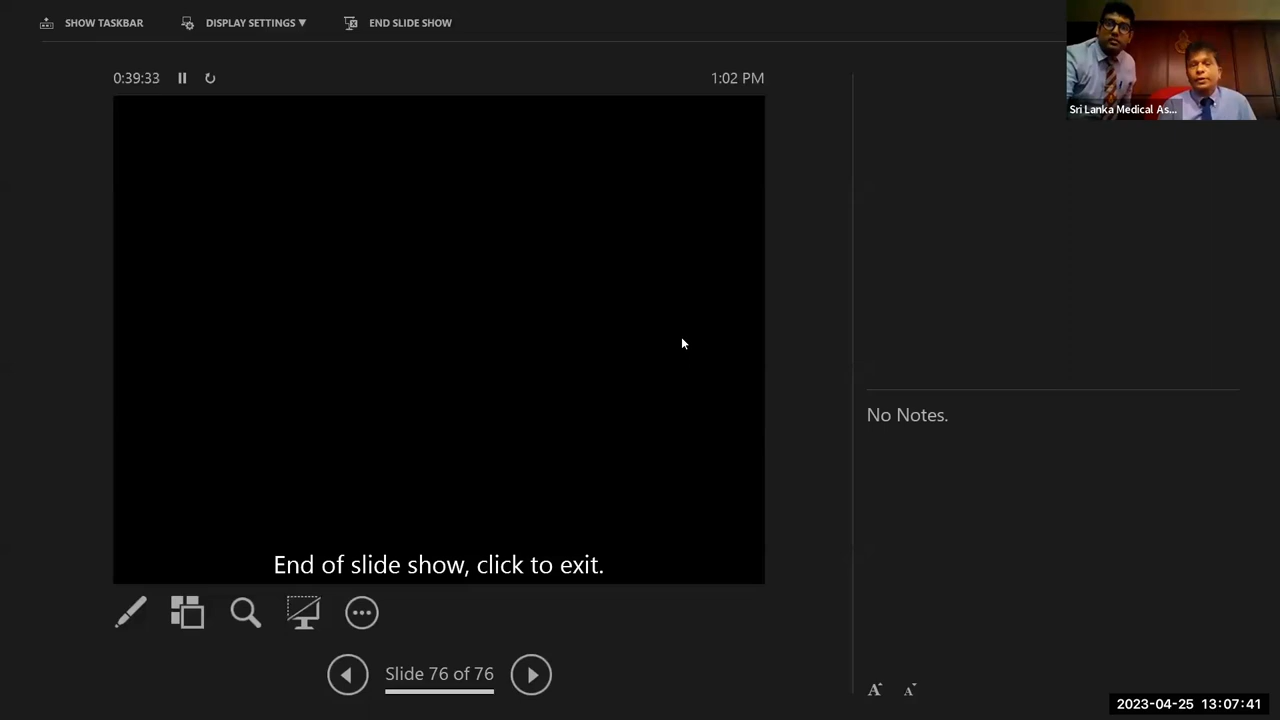 SHOW TASKBAR
DISPLAY SETTINGS ▼
END SLIDE SHOW
0:39:33
1:02 PM
Sri Lanka Medical As...
No Notes.
End of slide show, click to exit.
Slide 76 of 76
A A
2023-04-25 13:07:41